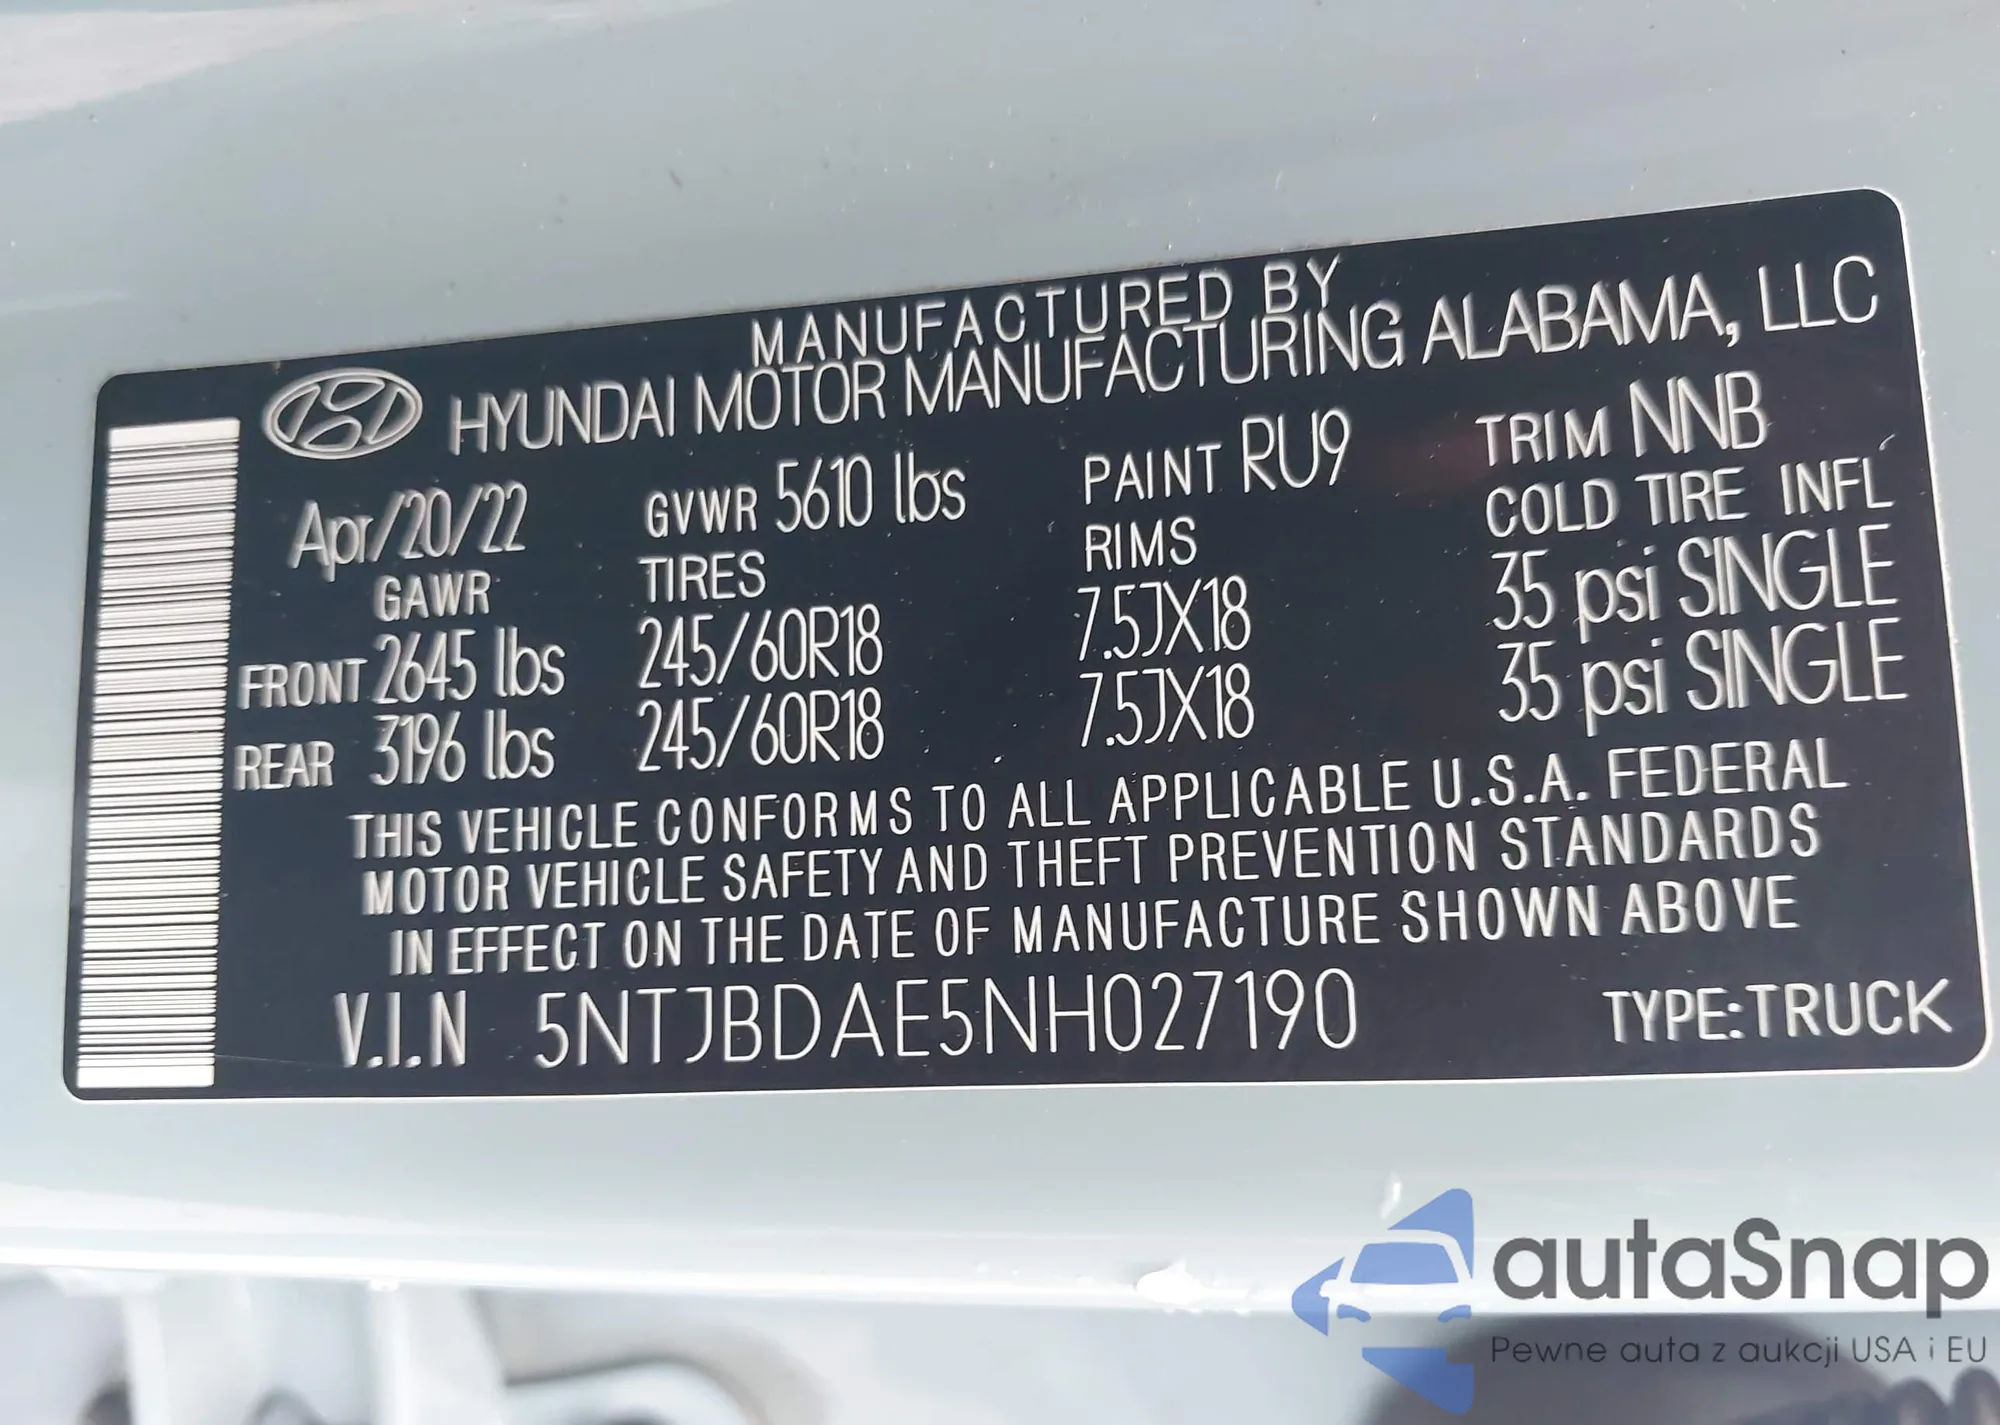 MANUFACTURED BY
HYUNDAI MOTOR MANUFACTURING ALABAMA, LLC
Apr/20/22 GVWR 5610 lbs PAINT RU9 TRIM NNB
GAWR TIRES RIMS COLD TIRE INFL
FRONT 2645 lbs 245/60R18 7.5JX18 35 psi SINGLE
REAR 3196 lbs 245/60R18 7.5JX18 35 psi SINGLE
THIS VEHICLE CONFORMS TO ALL APPLICABLE U.S.A. FEDERAL
MOTOR VEHICLE SAFETY AND THEFT PREVENTION STANDARDS
IN EFFECT ON THE DATE OF MANUFACTURE SHOWN ABOVE
V.I.N 5NTJBDAE5NH027190 TYPE:TRUCK
autaSnap
Pewne auta z aukcji USA i EU